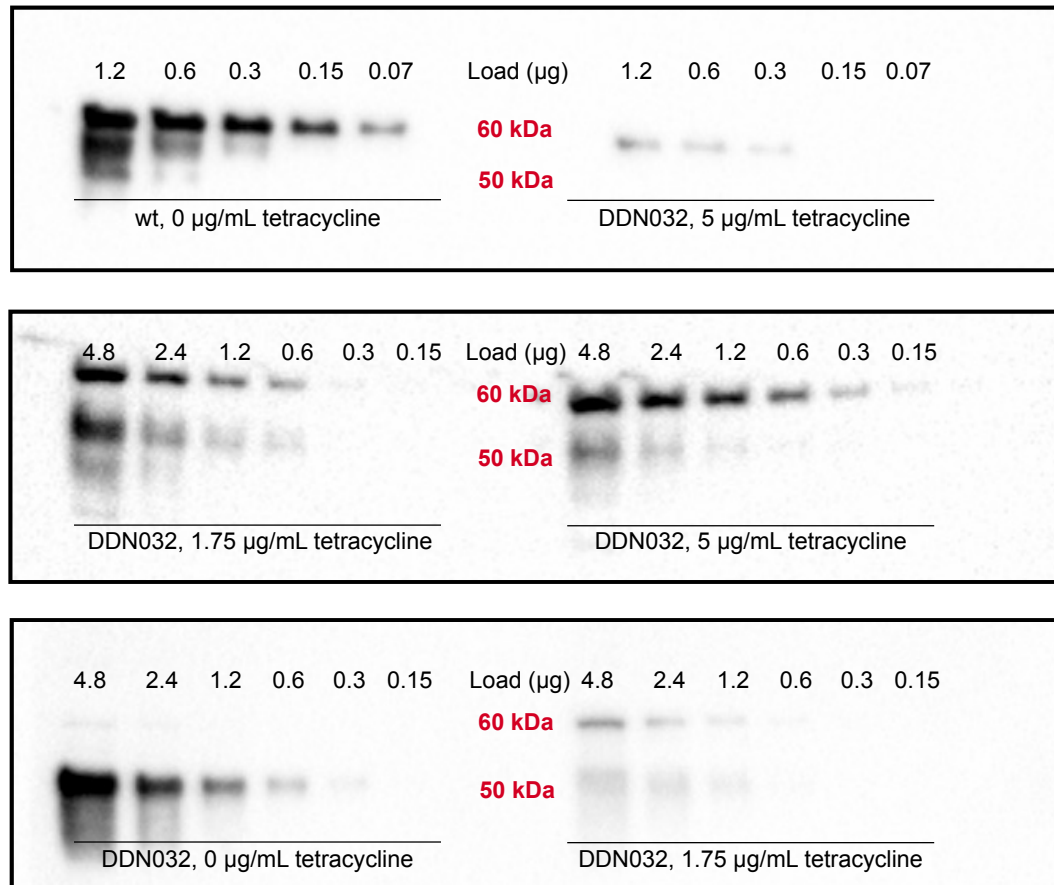 1.2 0.6 0.3 0.15 0.07 Load (µg) 1.2 0.6 0.3 0.15 0.07
60 kDa
50 kDa
wt, 0 µg/mL tetracycline DDN032, 5 µg/mL tetracycline
4.8 2.4 1.2 0.6 0.3 0.15 Load (µg) 4.8 2.4 1.2 0.6 0.3 0.15
60 kDa
50 kDa
DDN032, 1.75 µg/mL tetracycline DDN032, 5 µg/mL tetracycline
4.8 2.4 1.2 0.6 0.3 0.15 Load (µg) 4.8 2.4 1.2 0.6 0.3 0.15
60 kDa
50 kDa
DDN032, 0 µg/mL tetracycline DDN032, 1.75 µg/mL tetracycline